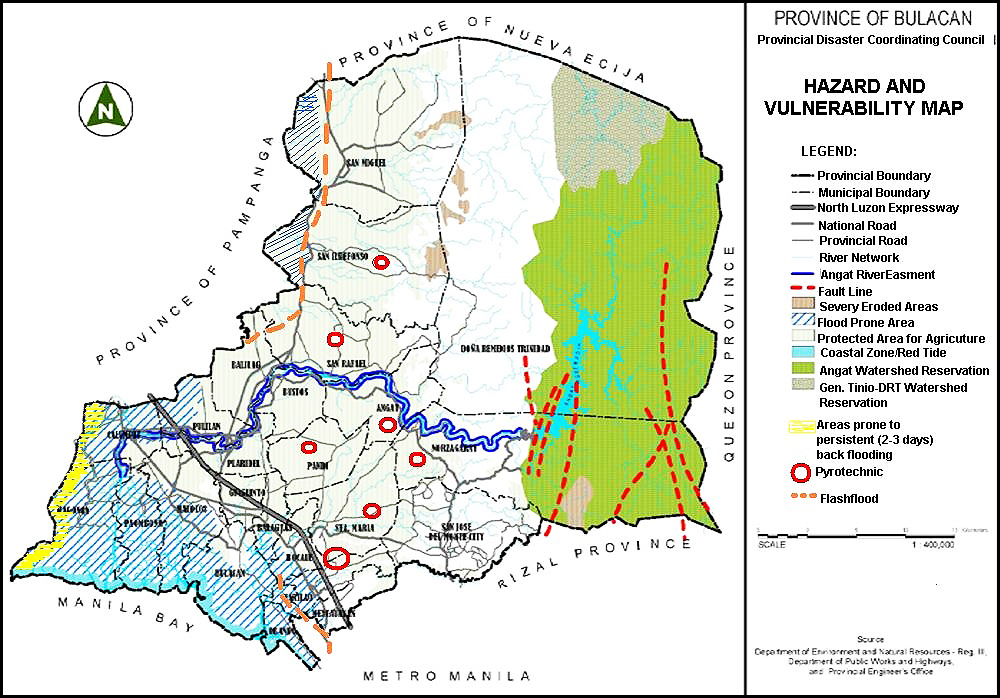 PROVINCE OF NUEVA ECIJA
N
PROVINCE OF PAMPANGA
SAN MIGUEL
SAN ILDEFONSO
DOÑA REMEDIOS TRINIDAD
SAN RAFAEL
BALIUAG
BUSTOS
ANGAT
PULILAN
CALUMPIT
NORZAGARAY
PLARIDEL
PANDI
GUIGUINTO
HAGONOY
PAOMBONG
MALOLOS
BALAGTAS
STA. MARIA
SAN JOSE
DEL MONTE CITY
BOCAUE
BULACAN
MARILAO
MEYCAUAYAN
OBANDO
QUEZON PROVINCE
RIZAL PROVINCE
MANILA BAY
METRO MANILA
PROVINCE OF BULACAN
Provincial Disaster Coordinating Council
HAZARD AND
VULNERABILITY MAP
LEGEND:
Provincial Boundary
Municipal Boundary
North Luzon Expressway
National Road
Provincial Road
River Network
Angat RiverEasment
Fault Line
Severy Eroded Areas
Flood Prone Area
Protected Area for Agricuture
Coastal Zone/Red Tide
Angat Watershed Reservation
Gen. Tinio-DRT Watershed
Reservation
Areas prone to
persistent (2-3 days)
back flooding
Pyrotechnic
Flashflood
SCALE
1 : 400,000
Source
Department of Environment and Natural Resources - Reg. III,
Department of Public Works and Highways,
and Provincial Engineer's Office